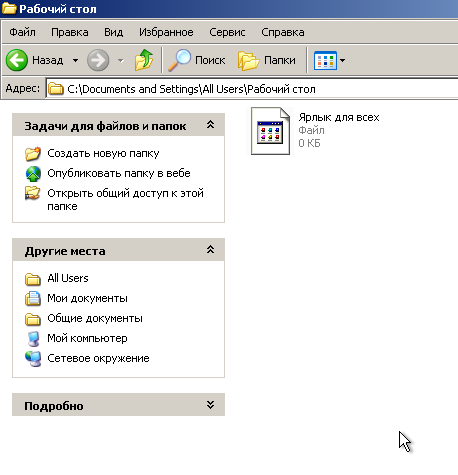 Рабочий стол
Файл Правка Вид Избранное Сервис Справка
Назад Поиск Папки
Адрес: C:\Documents and Settings\All Users\Рабочий стол
Задачи для файлов и папок
Создать новую папку
Опубликовать папку в вебе
Открыть общий доступ к этой
папке
Другие места
All Users
Мои документы
Общие документы
Мой компьютер
Сетевое окружение
Подробно
Ярлык для всех
Файл
0 КБ